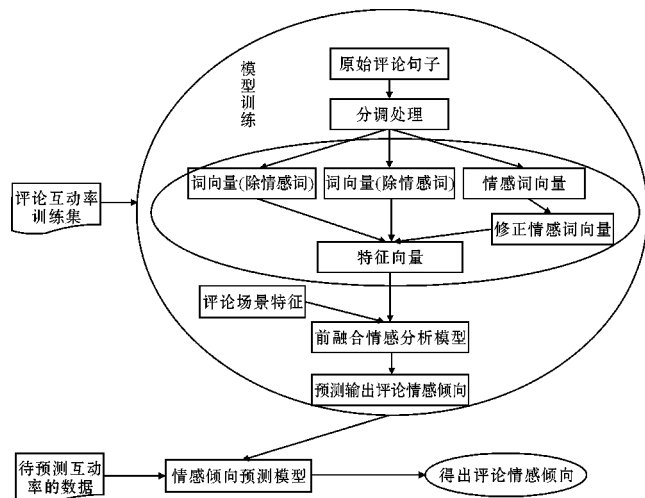 模型训练
原始评论句子
分调处理
词向量(除情感词)
词向量(除情感词)
情感词向量
评论互动率
训练集
修正情感词向量
特征向量
评论场景特征
前融合情感分析模型
预测输出评论情感倾向
待预测互动
率的数据
情感倾向预测模型
得出评论情感倾向